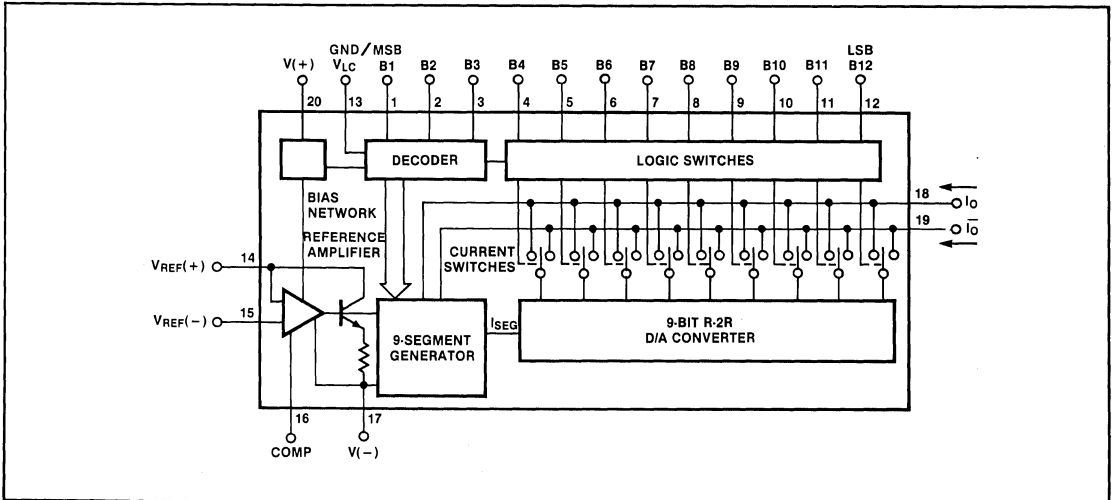 GND/MSB
LSB
V(+) VLC B1 B2 B3 B4 B5 B6 B7 B8 B9 B10 B11 B12
20 13 1 2 3 4 5 6 7 8 9 10 11 12
DECODER
LOGIC SWITCHES
18
IO
BIAS
NETWORK
19
I̅O̅
REFERENCE
AMPLIFIER
CURRENT
SWITCHES
VREF(+)
14
VREF(−)
15
ISEG
9-SEGMENT
GENERATOR
9-BIT R-2R
D/A CONVERTER
16
17
COMP
V(−)